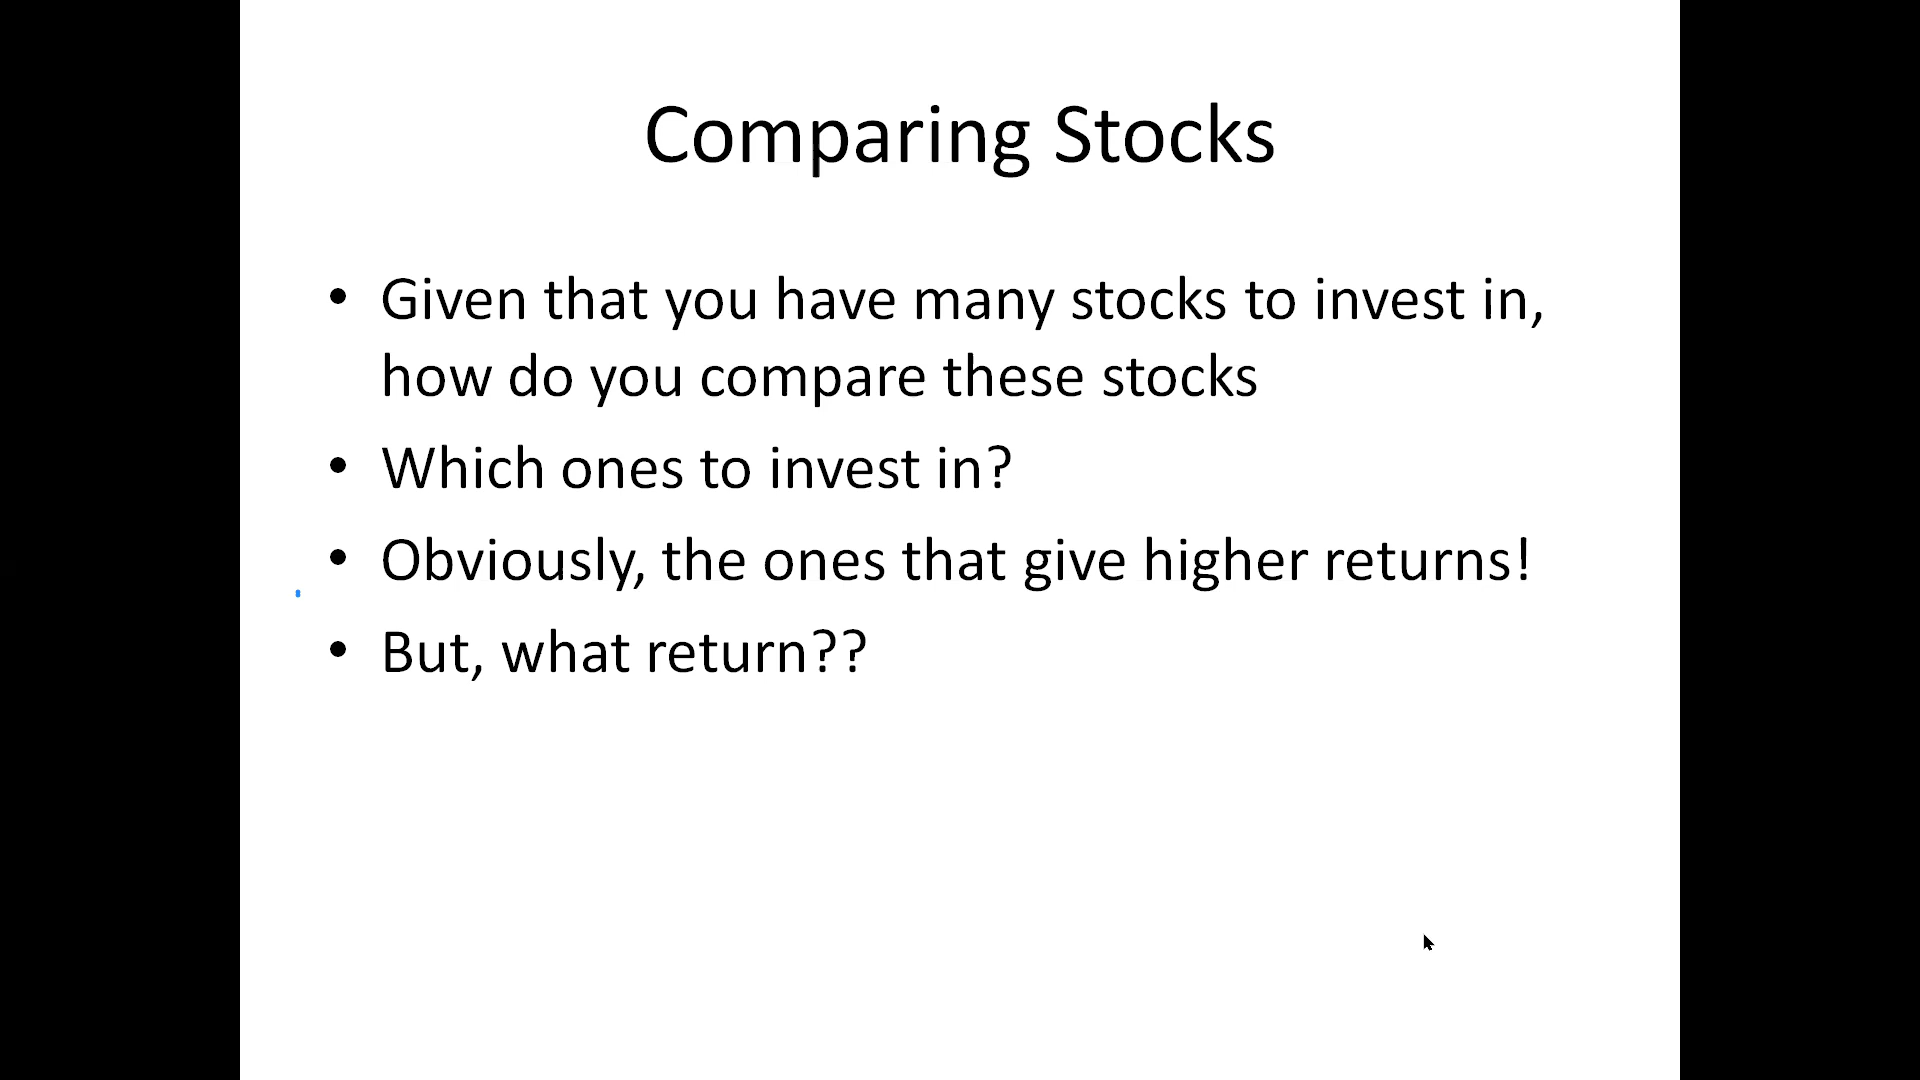 Comparing Stocks
• Given that you have many stocks to invest in,
how do you compare these stocks
• Which ones to invest in?
• Obviously, the ones that give higher returns!
• But, what return??